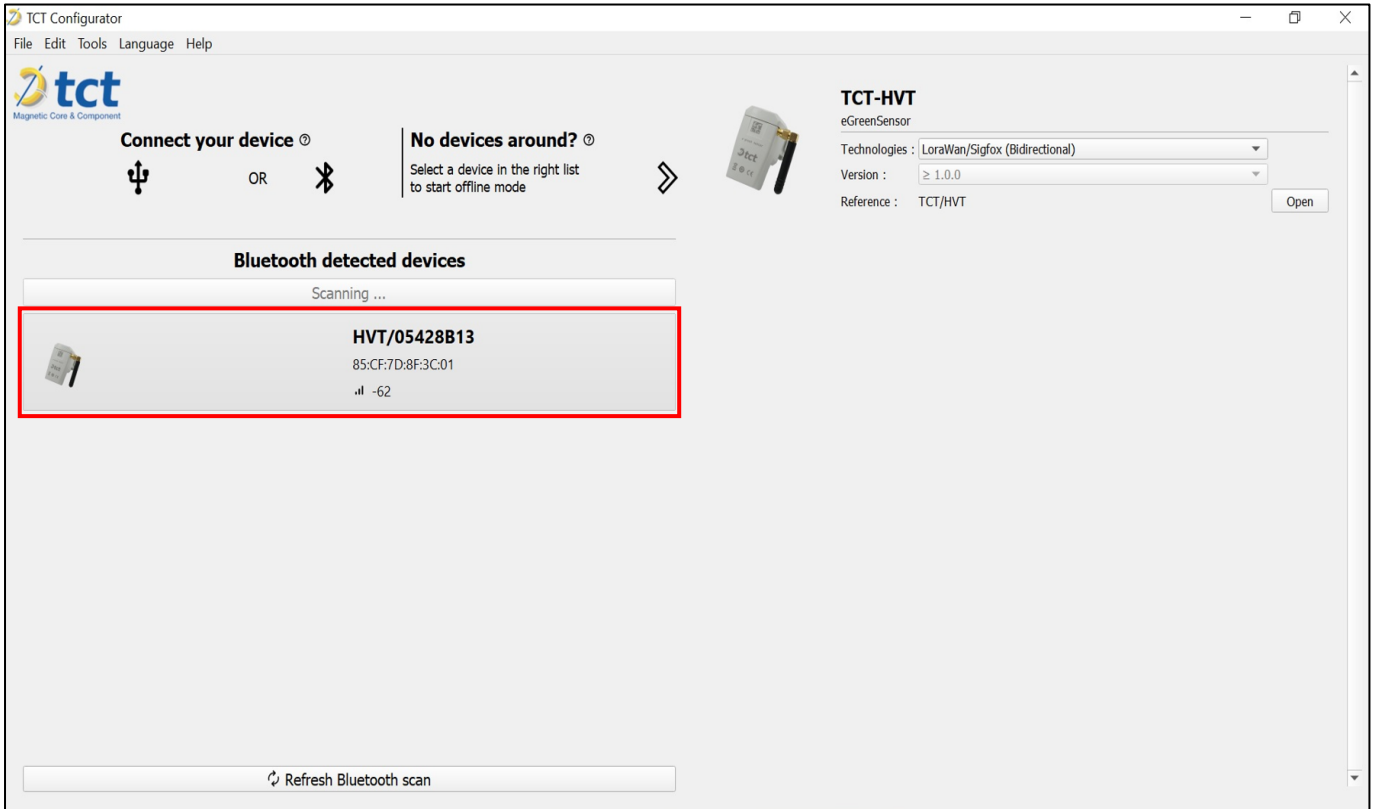 TCT Configurator
File Edit Tools Language Help
tct
Magnetic Core & Component
Connect your device
OR
No devices around?
Select a device in the right list
to start offline mode
Bluetooth detected devices
Scanning ...
HVT/05428B13
85:CF:7D:8F:3C:01
-62
Refresh Bluetooth scan
tct
TCT-HVT
eGreenSensor
Technologies : LoraWan/Sigfox (Bidirectional)
Version : ≥ 1.0.0
Reference : TCT/HVT
Open